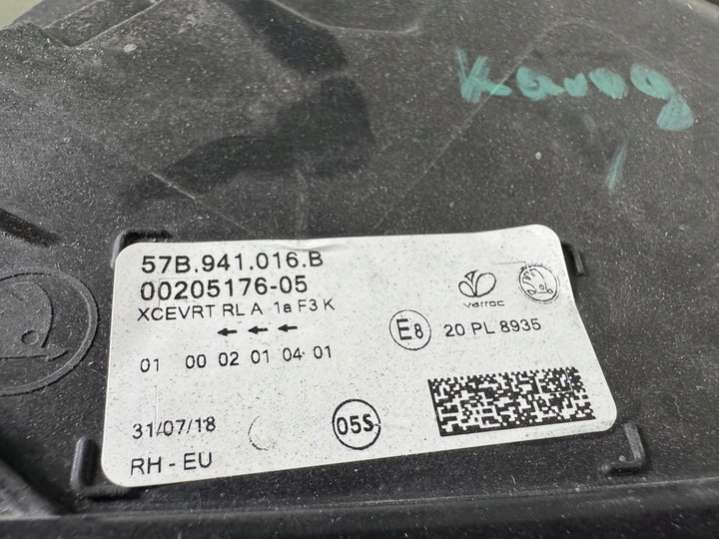 Karoq
57B.941.016.B
00205176-05
XCEVRT RL A 1a F3 K
varroc
E8 20 PL 8935
01 00 02 01 04 01
31/07/18
05S
RH - EU